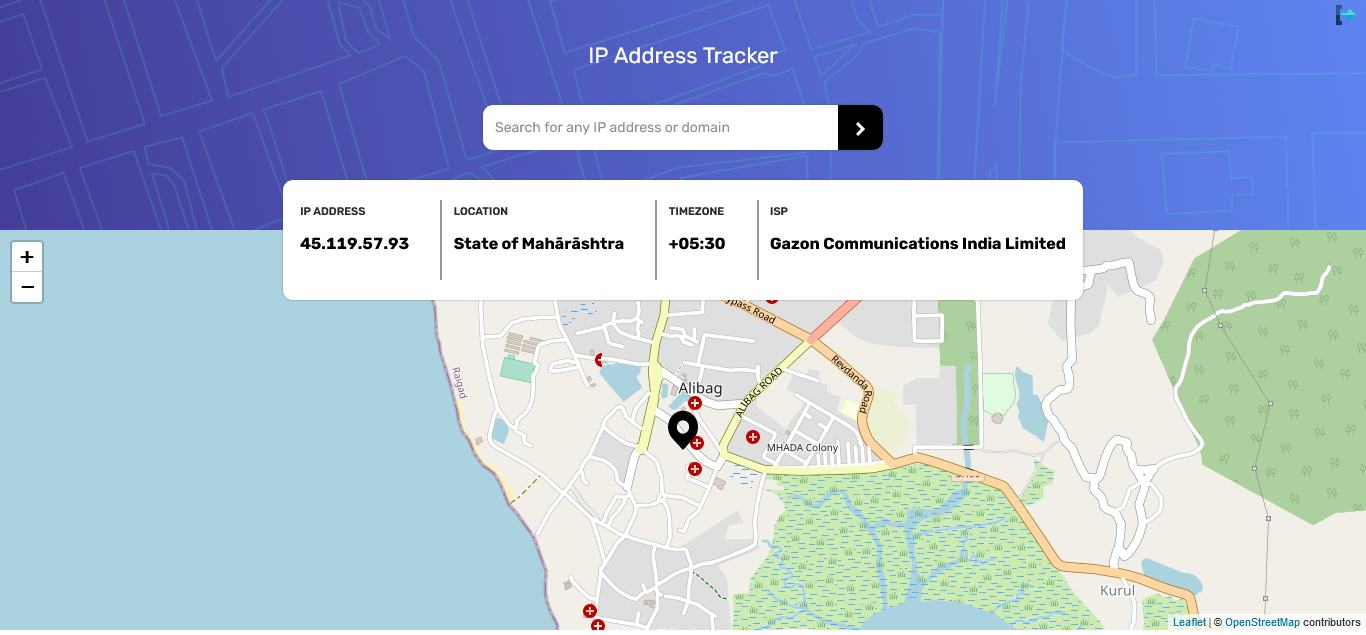 IP Address Tracker
Search for any IP address or domain
IP ADDRESS
45.119.57.93
LOCATION
State of Mahārāshtra
TIMEZONE
+05:30
ISP
Gazon Communications India Limited
+
−
ypass Road
Revdanda Road
Raigad
Alibag
ALIBAG ROAD
MHADA Colony
Kurul
Leaflet | © OpenStreetMap contributors